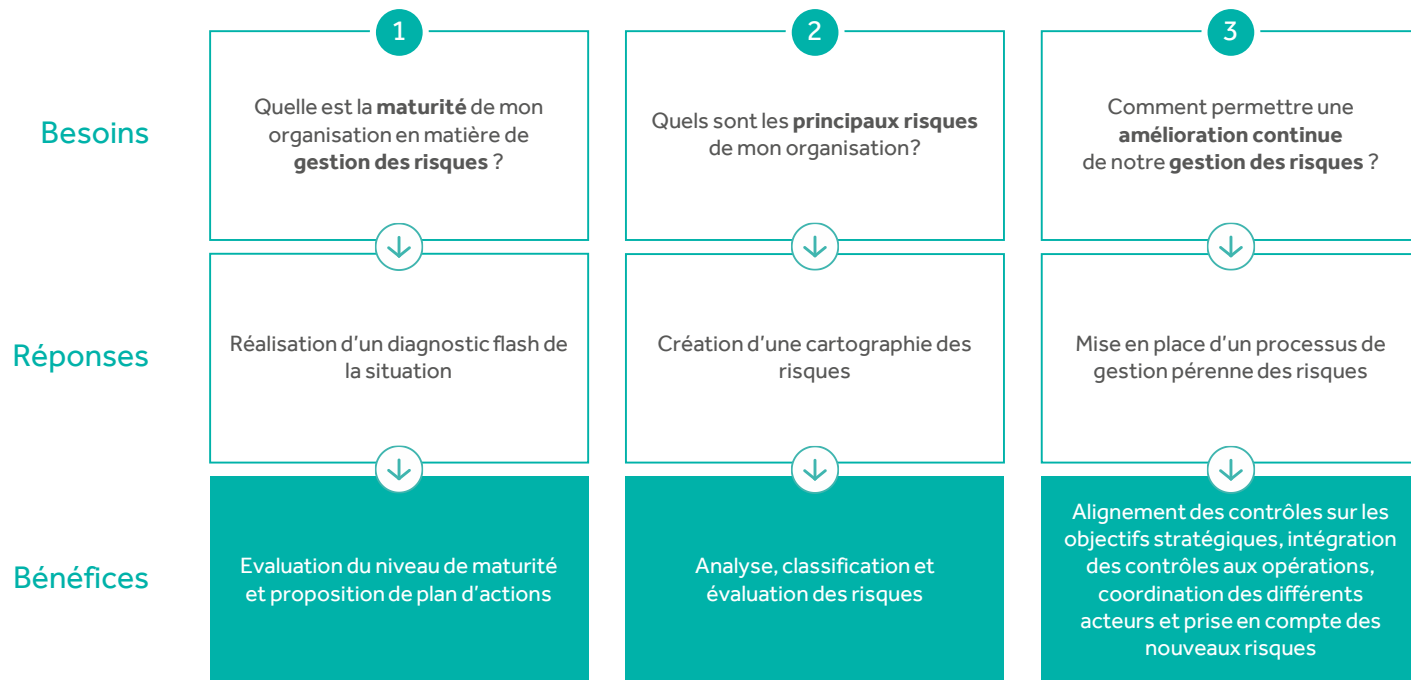 1
2
3
Besoins
Quelle est la maturité de mon
organisation en matière de
gestion des risques ?
Quels sont les principaux risques
de mon organisation?
Comment permettre une
amélioration continue
de notre gestion des risques ?
Réponses
Réalisation d'un diagnostic flash de
la situation
Création d'une cartographie des
risques
Mise en place d'un processus de
gestion pérenne des risques
Bénéfices
Evaluation du niveau de maturité
et proposition de plan d'actions
Analyse, classification et
évaluation des risques
Alignement des contrôles sur les
objectifs stratégiques, intégration
des contrôles aux opérations,
coordination des différents
acteurs et prise en compte des
nouveaux risques